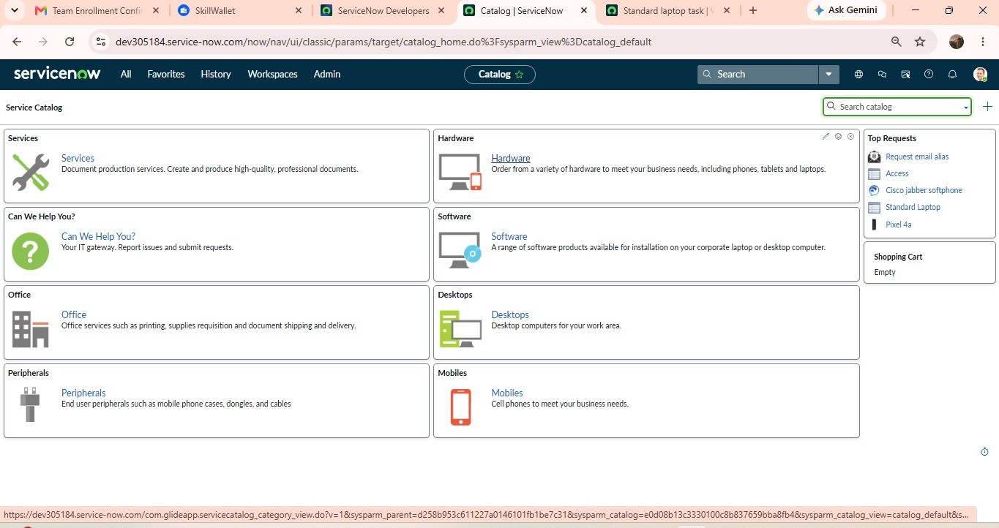 Team Enrollment Confir
SkillWallet
ServiceNow Developers
Catalog | ServiceNow
Standard laptop task |
Ask Gemini
dev305184.service-now.com/now/nav/ui/classic/params/target/catalog_home.do%3Fsysparm_view%3Dcatalog_default
servicenow
All
Favorites
History
Workspaces
Admin
Catalog
Search
Service Catalog
Search catalog
Services
Services
Document production services. Create and produce high-quality, professional documents.
Hardware
Hardware
Order from a variety of hardware to meet your business needs, including phones, tablets and laptops.
Can We Help You?
Can We Help You?
Your IT gateway. Report issues and submit requests.
Software
Software
A range of software products available for installation on your corporate laptop or desktop computer.
Office
Office
Office services such as printing, supplies requisition and document shipping and delivery.
Desktops
Desktops
Desktop computers for your work area.
Peripherals
Peripherals
End user peripherals such as mobile phone cases, dongles, and cables
Mobiles
Mobiles
Cell phones to meet your business needs.
Top Requests
Request email alias
Access
Cisco jabber softphone
Standard Laptop
Pixel 4a
Shopping Cart
Empty
https://dev305184.service-now.com/com.glideapp.servicecatalog_category_view.do?v=1&sysparm_parent=d258b953c611227a0146101fb1be7c31&sysparm_catalog=e0d08b13c3330100c8b837659bba8fb4&sysparm_catalog_view=catalog_default&s...